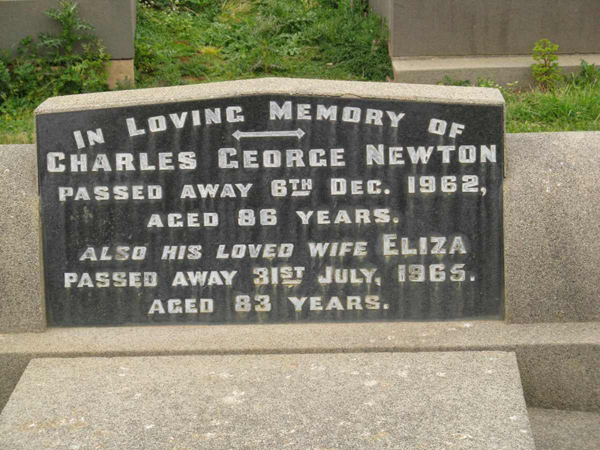 IN LOVING MEMORY OF
CHARLES GEORGE NEWTON
PASSED AWAY 6TH DEC. 1962,
AGED 86 YEARS.
ALSO HIS LOVED WIFE ELIZA
PASSED AWAY 31ST JULY, 1965.
AGED 83 YEARS.